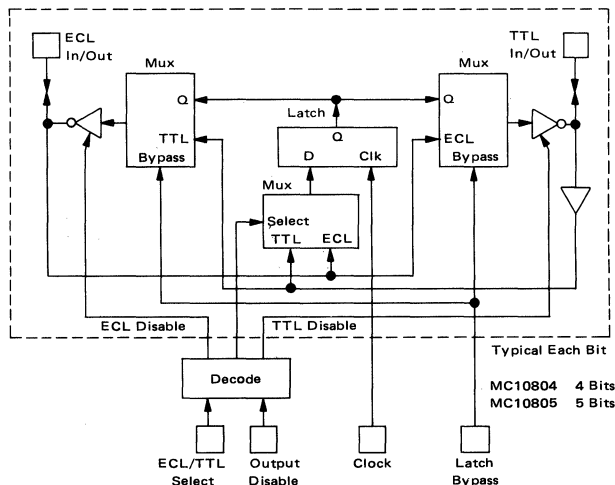 ECL
In/Out
TTL
In/Out
Mux
Mux
Q
Q
Latch
TTL
Bypass
Q
D Clk
ECL
Bypass
Mux
Select
TTL ECL
ECL Disable
TTL Disable
Typical Each Bit
Decode
MC10804 4 Bits
MC10805 5 Bits
ECL/TTL
Select
Output
Disable
Clock
Latch
Bypass